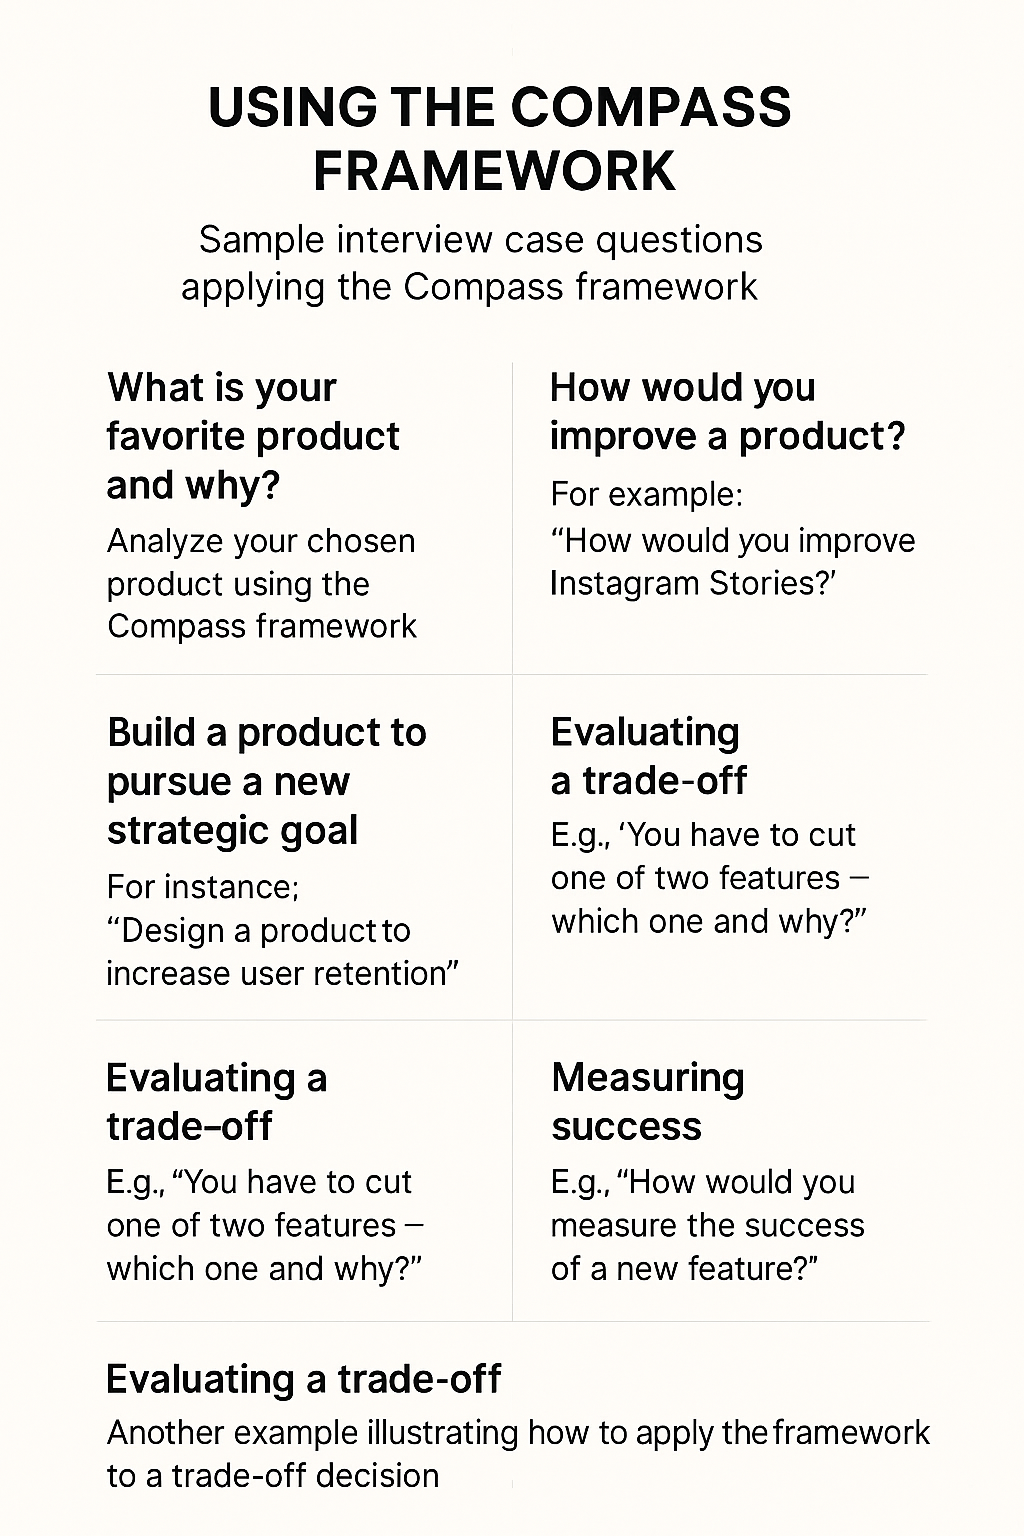 USING THE COMPASS
FRAMEWORK
Sample interview case questions
applying the Compass framework
What is your
favorite product
and why?
Analyze your chosen
product using the
Compass framework
How would you
improve a product?
For example:
“How would you improve
Instagram Stories?’
Build a product to
pursue a new
strategic goal
For instance;
“Design a product to
increase user retention”
Evaluating
a trade-off
E.g., ‘You have to cut
one of two features –
which one and why?”
Evaluating a
trade–off
E.g., “You have to cut
one of two features –
which one and why?”
Measuring
success
E.g., “How would you
measure the success
of a new feature?”
Evaluating a trade-off
Another example illustrating how to apply the framework
to a trade-off decision